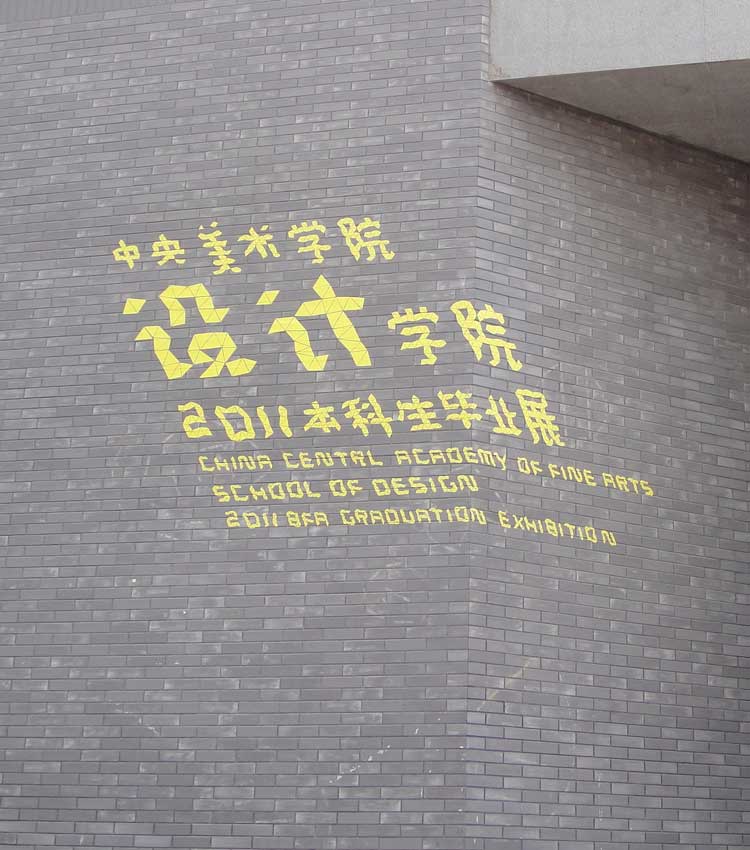 中央美术学院
设计学院
2011本科生毕业展
CHINA CENTRL ACADEMY OF FINE ARTS
SCHOOL OF DESIGN
2011 BFA GRADUATION EXHIBITION